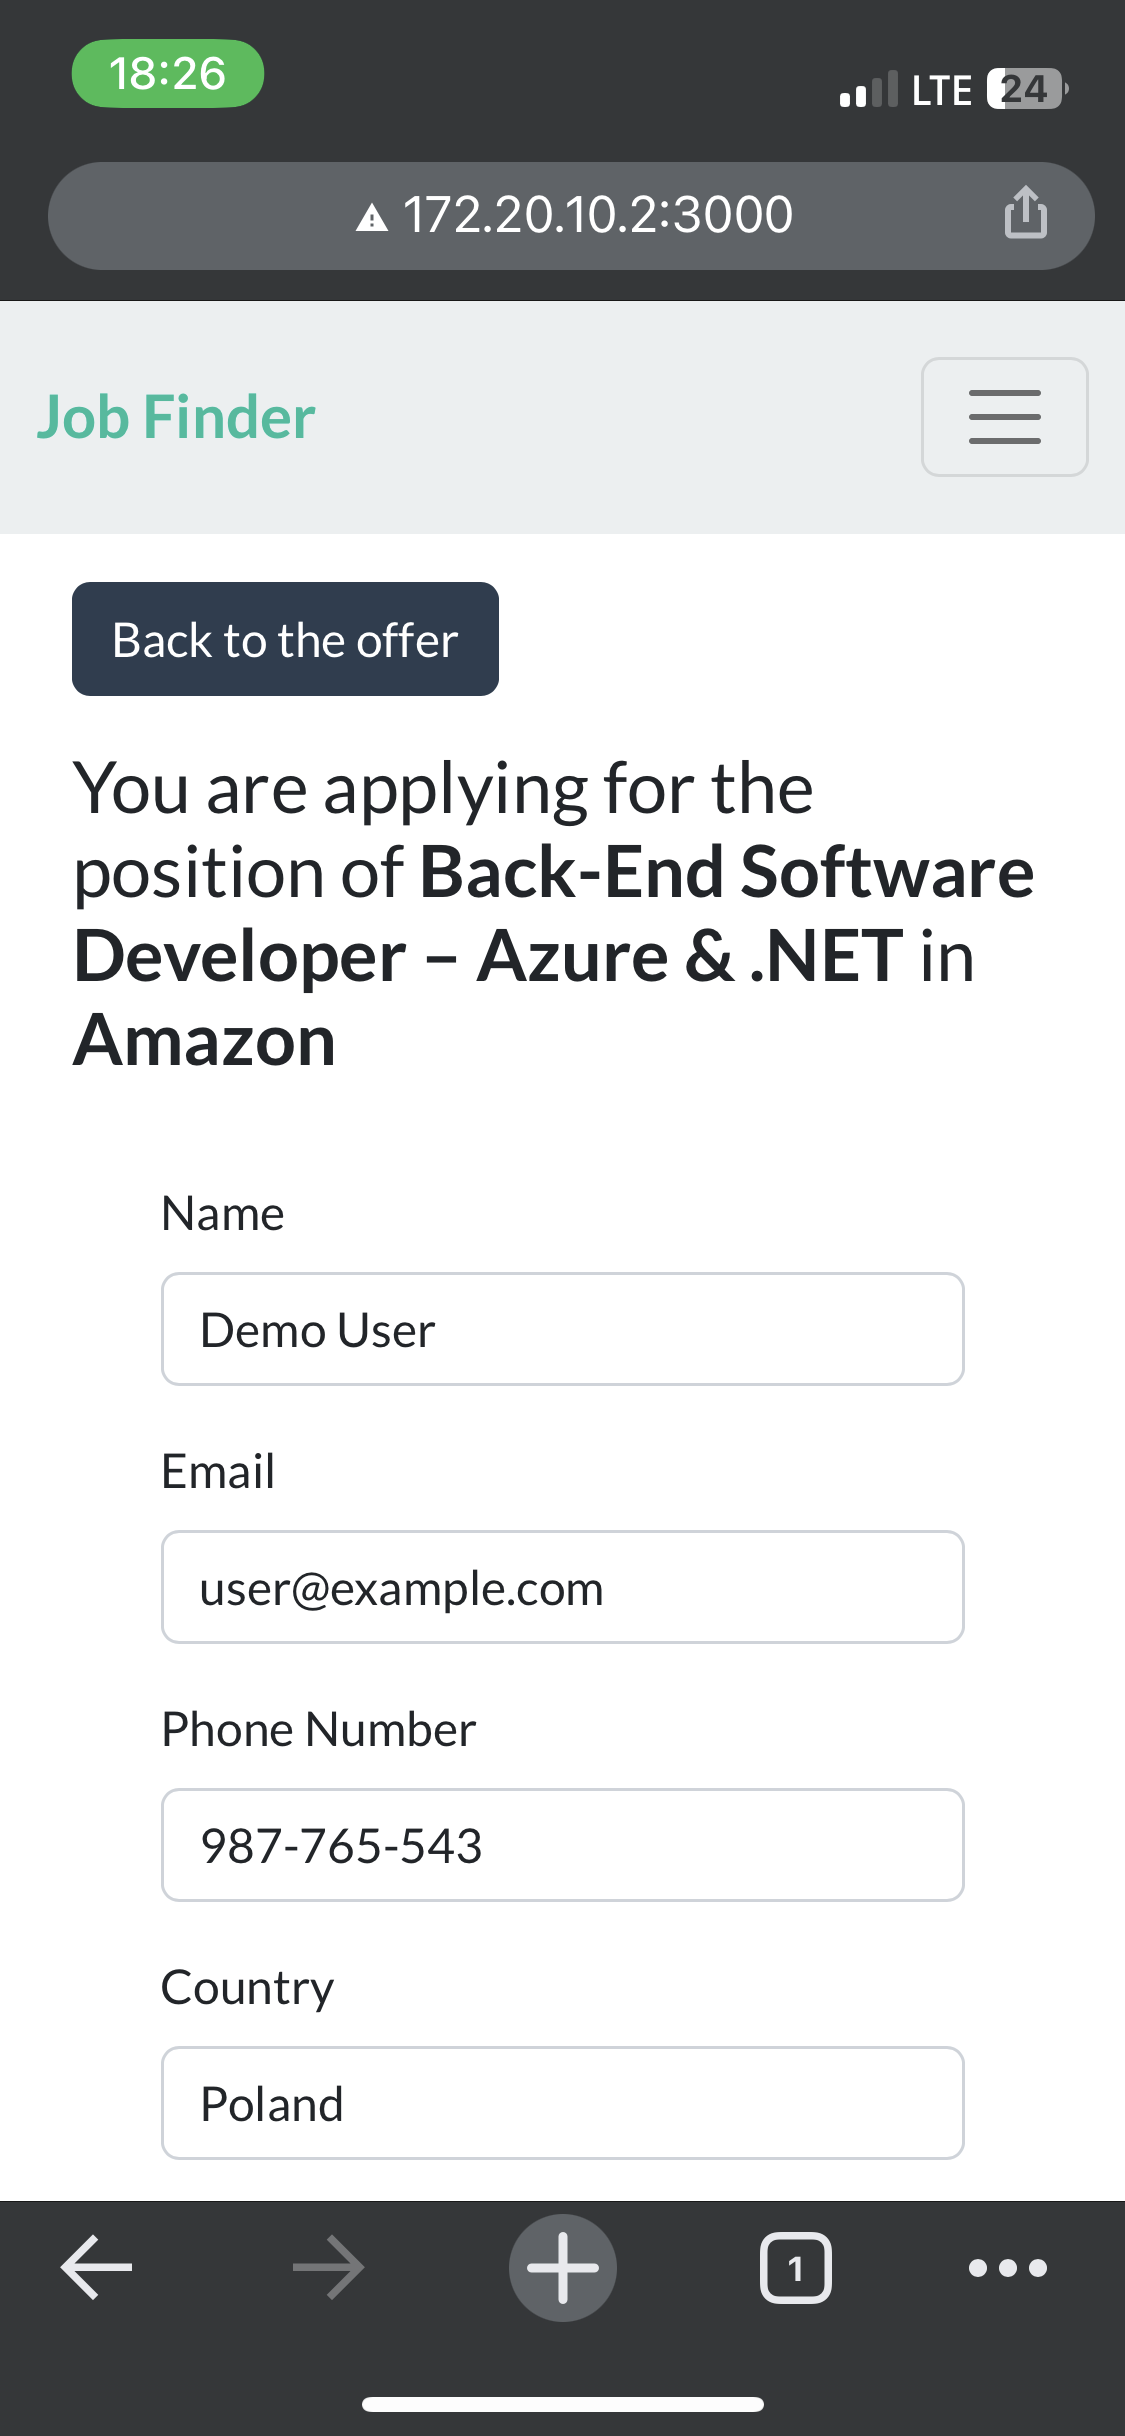 18:26
LTE 24
172.20.10.2:3000
Job Finder
Back to the offer
You are applying for the
position of Back-End Software
Developer – Azure & .NET in
Amazon
Name
Demo User
Email
user@example.com
Phone Number
987-765-543
Country
Poland
1